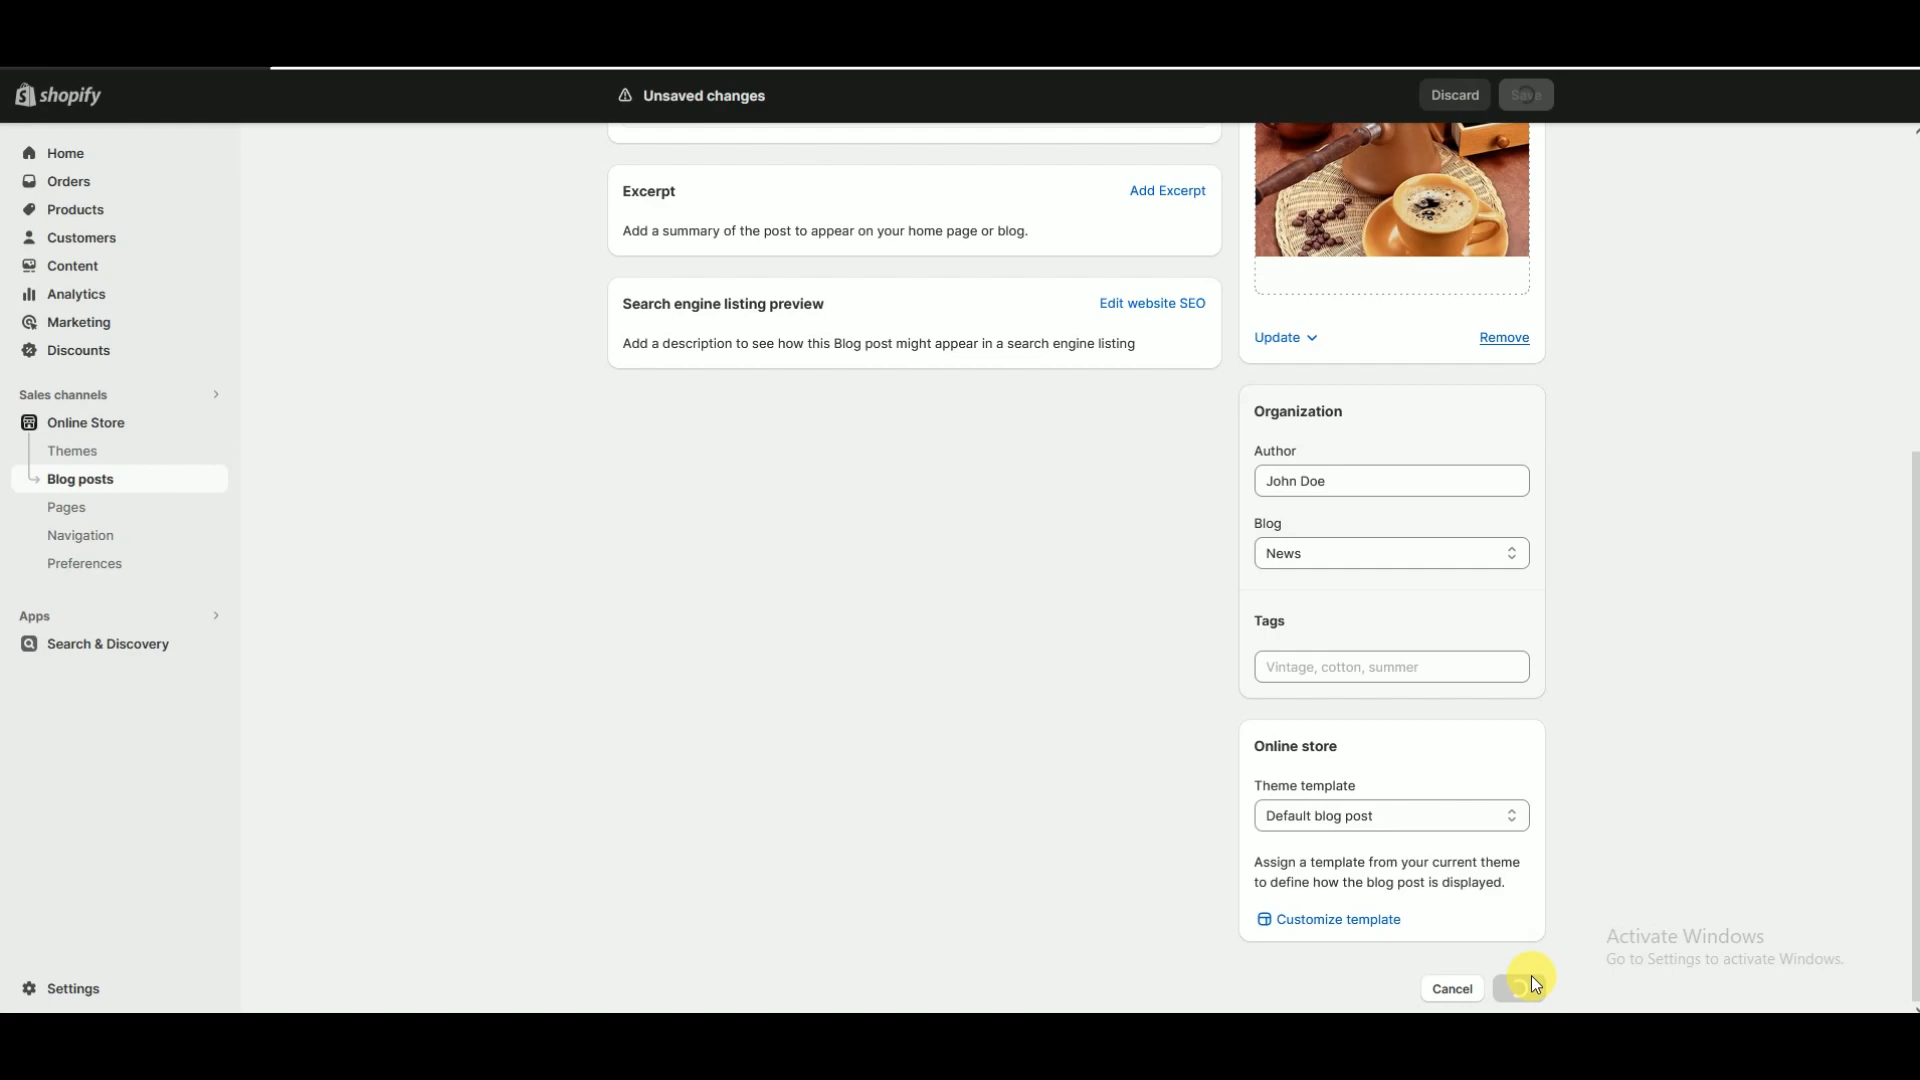 shopify
Unsaved changes
Discard
Save
Home
Orders
Products
Customers
Content
Analytics
Marketing
Discounts
Sales channels
Online Store
Themes
Blog posts
Pages
Navigation
Preferences
Apps
Search & Discovery
Settings
Excerpt
Add Excerpt
Add a summary of the post to appear on your home page or blog.
Search engine listing preview
Edit website SEO
Add a description to see how this Blog post might appear in a search engine listing
Update
Remove
Organization
Author
John Doe
Blog
News
Tags
Vintage, cotton, summer
Online store
Theme template
Default blog post
Assign a template from your current theme
to define how the blog post is displayed.
Customize template
Cancel
Activate Windows
Go to Settings to activate Windows.